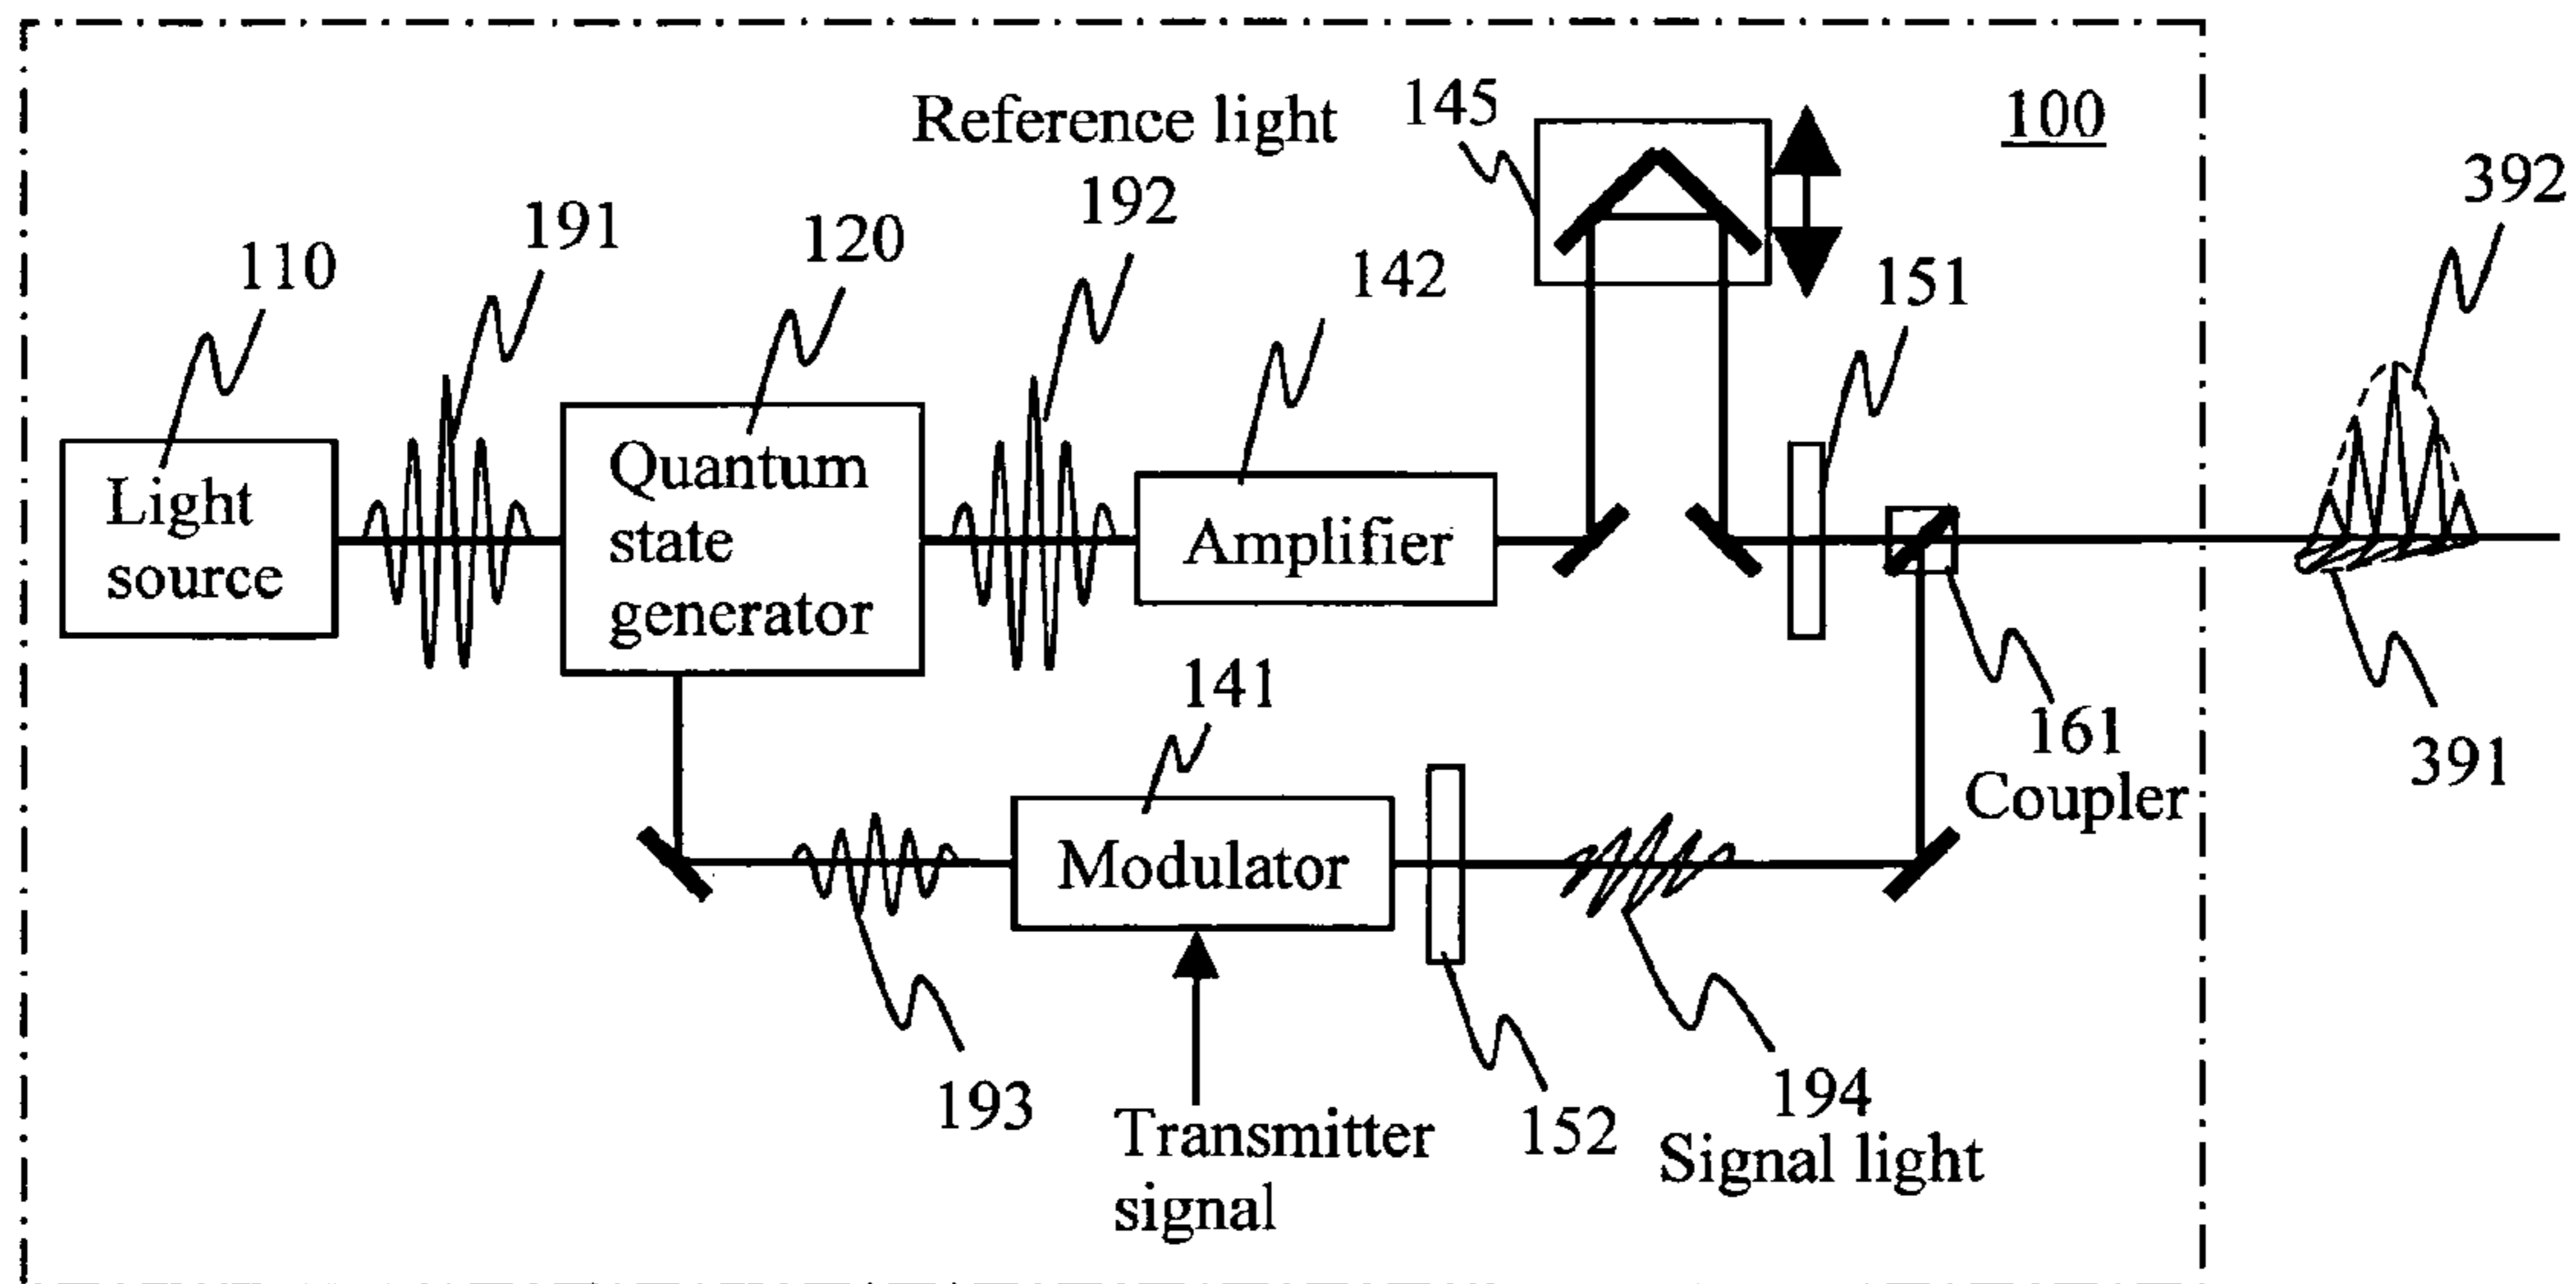 145
100
Reference light
392
192
191
120
110
142
151
Quantum
state
generator
Light
source
Amplifier
141
161
Coupler
391
Modulator
193
194
152
Transmitter
signal
Signal light